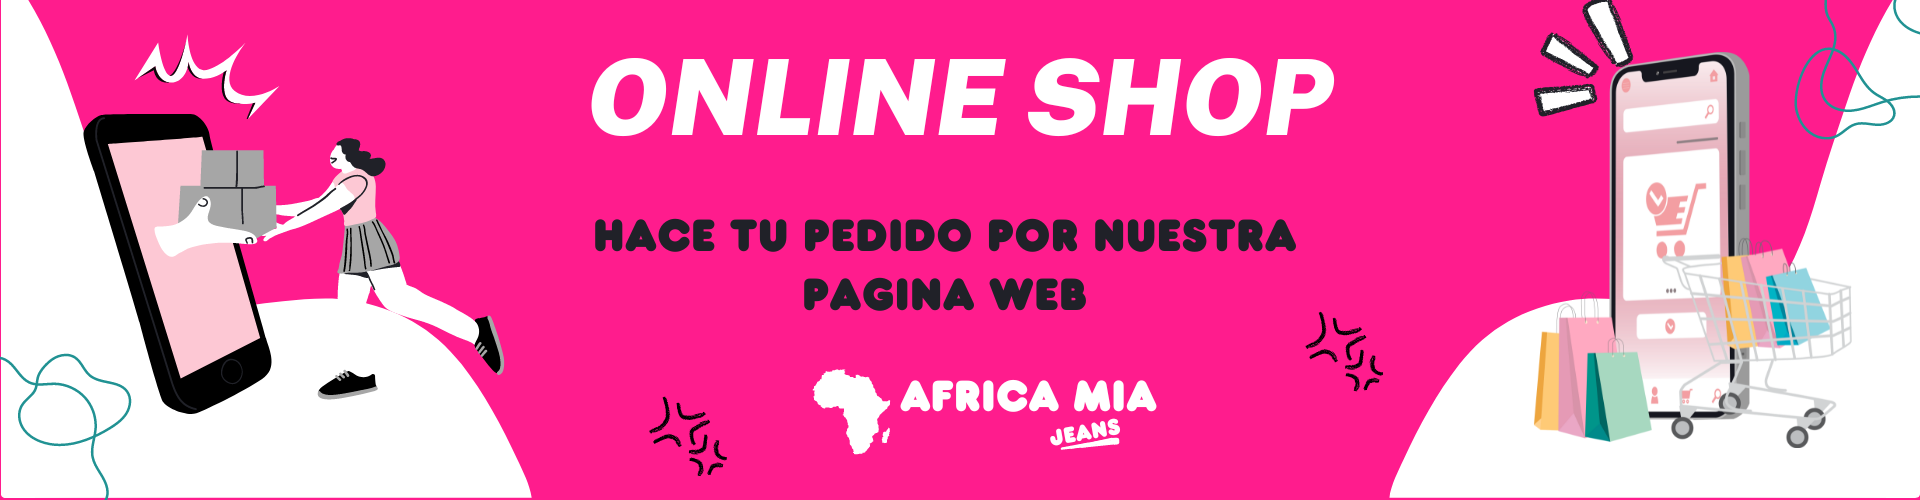 ONLINE SHOP
HACE TU PEDIDO POR NUESTRA
PAGINA WEB
AFRICA MIA
JEANS